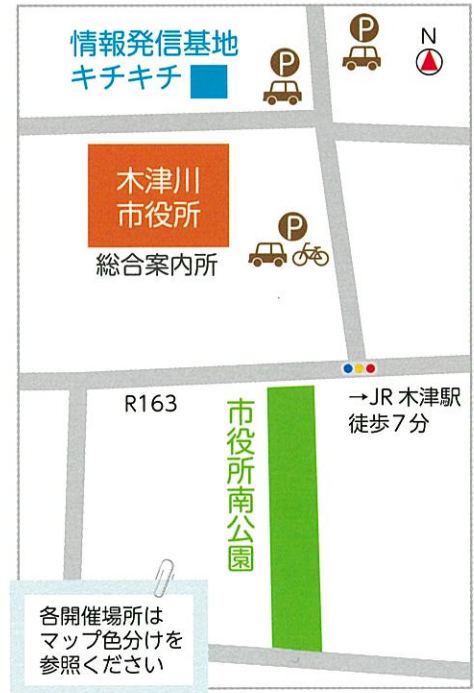 情報発信基地
キチキチ
P
P
N
木津川
市役所
総合案内所
P
R163
→JR 木津駅
徒歩7分
市役所南公園
各開催場所は
マップ色分けを
参照ください